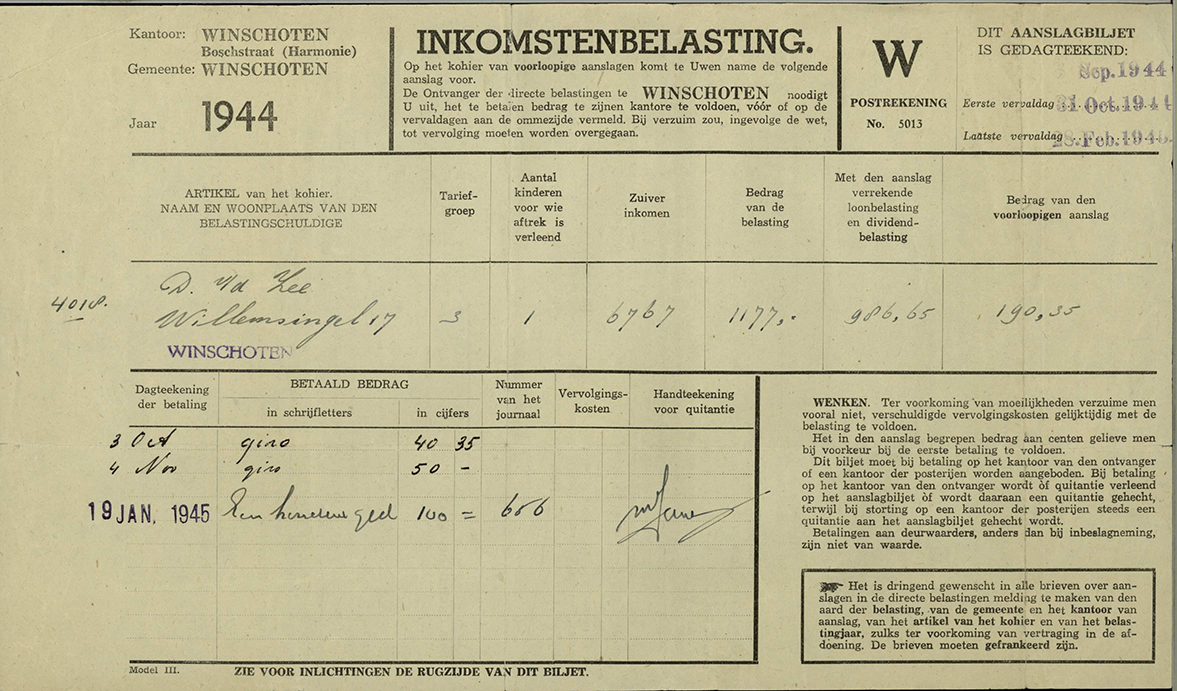 Kantoor: WINSCHOTEN
Boschstraat (Harmonie)
Gemeente: WINSCHOTEN
Jaar 1944
INKOMSTENBELASTING.
Op het kohier van voorloopige aanslagen komt te Uwen name de volgende
aanslag voor.
De Ontvanger der directe belastingen te WINSCHOTEN noodigt
U uit, het te betalen bedrag te zijnen kantore te voldoen, vóór of op de
vervaldagen aan de ommezijde vermeld. Bij verzuim zou, ingevolge de wet,
tot vervolging moeten worden overgegaan.
W
POSTREKENING
No. 5013
DIT AANSLAGBILJET
IS GEDAGTEEKEND:
Sep. 1944
Eerste vervaldag 31 Oct. 1944
Laatste vervaldag 28 Feb. 1945
ARTIKEL van het kohier.
NAAM EN WOONPLAATS VAN DEN
BELASTINGSCHULDIGE
Tarief-
groep
Aantal
kinderen
voor wie
aftrek is
verleend
Zuiver
inkomen
Bedrag
van de
belasting
Met den aanslag
verrekende
loonbelasting
en dividend-
belasting
Bedrag van den
voorloopigen aanslag
D. v/d Zee
4018. Willemsingel 17 3 1 6767 1177,- 986,65 190,35
WINSCHOTEN
Dagteekening
der betaling
BETAALD BEDRAG
in schrijfletters in cijfers
Nummer
van het
journaal
Vervolgings-
kosten
Handteekening
voor quitantie
3 Oct giro 40 35
4 Nov giro 50 -
19 JAN. 1945 Een honderd gld 100 = 606
WENKEN. Ter voorkoming van moeilijkheden verzuime men
vooral niet, verschuldigde vervolgingskosten gelijktijdig met de
belasting te voldoen.
Het in den aanslag begrepen bedrag aan centen gelieve men
bij voorkeur bij de eerste betaling te voldoen.
Dit biljet moet bij betaling op het kantoor van den ontvanger
of een kantoor der posterijen worden aangeboden. Bij betaling
op het kantoor van den ontvanger wordt òf quitantie verleend
op het aanslagbiljet òf wordt daaraan een quitantie gehecht,
terwijl bij storting op een kantoor der posterijen steeds een
quitantie aan het aanslagbiljet gehecht wordt.
Betalingen aan deurwaarders, anders dan bij inbeslagneming,
zijn niet van waarde.
Het is dringend gewenscht in alle brieven over aan-
slagen in de directe belastingen melding te maken van den
aard der belasting, van de gemeente en het kantoor van
aanslag, van het artikel van het kohier en van het belas-
tingjaar, zulks ter voorkoming van vertraging in de af-
doening. De brieven moeten gefrankeerd zijn.
Model III. ZIE VOOR INLICHTINGEN DE RUGZIJDE VAN DIT BILJET.